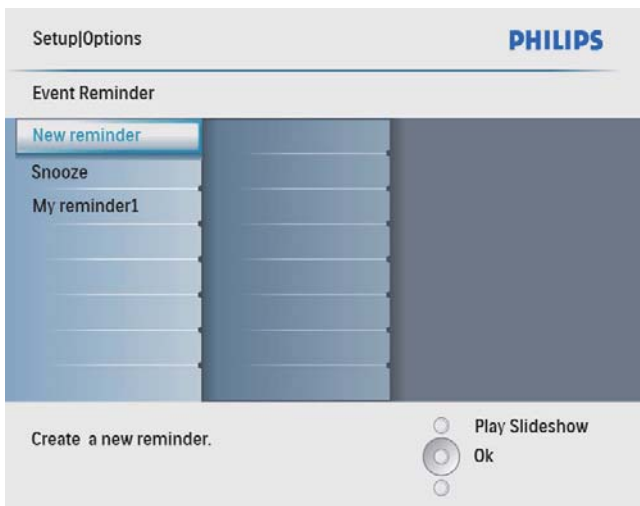 Setup|Options
PHILIPS
Event Reminder
New reminder
Snooze
My reminder1
Create a new reminder.
Play Slideshow
Ok